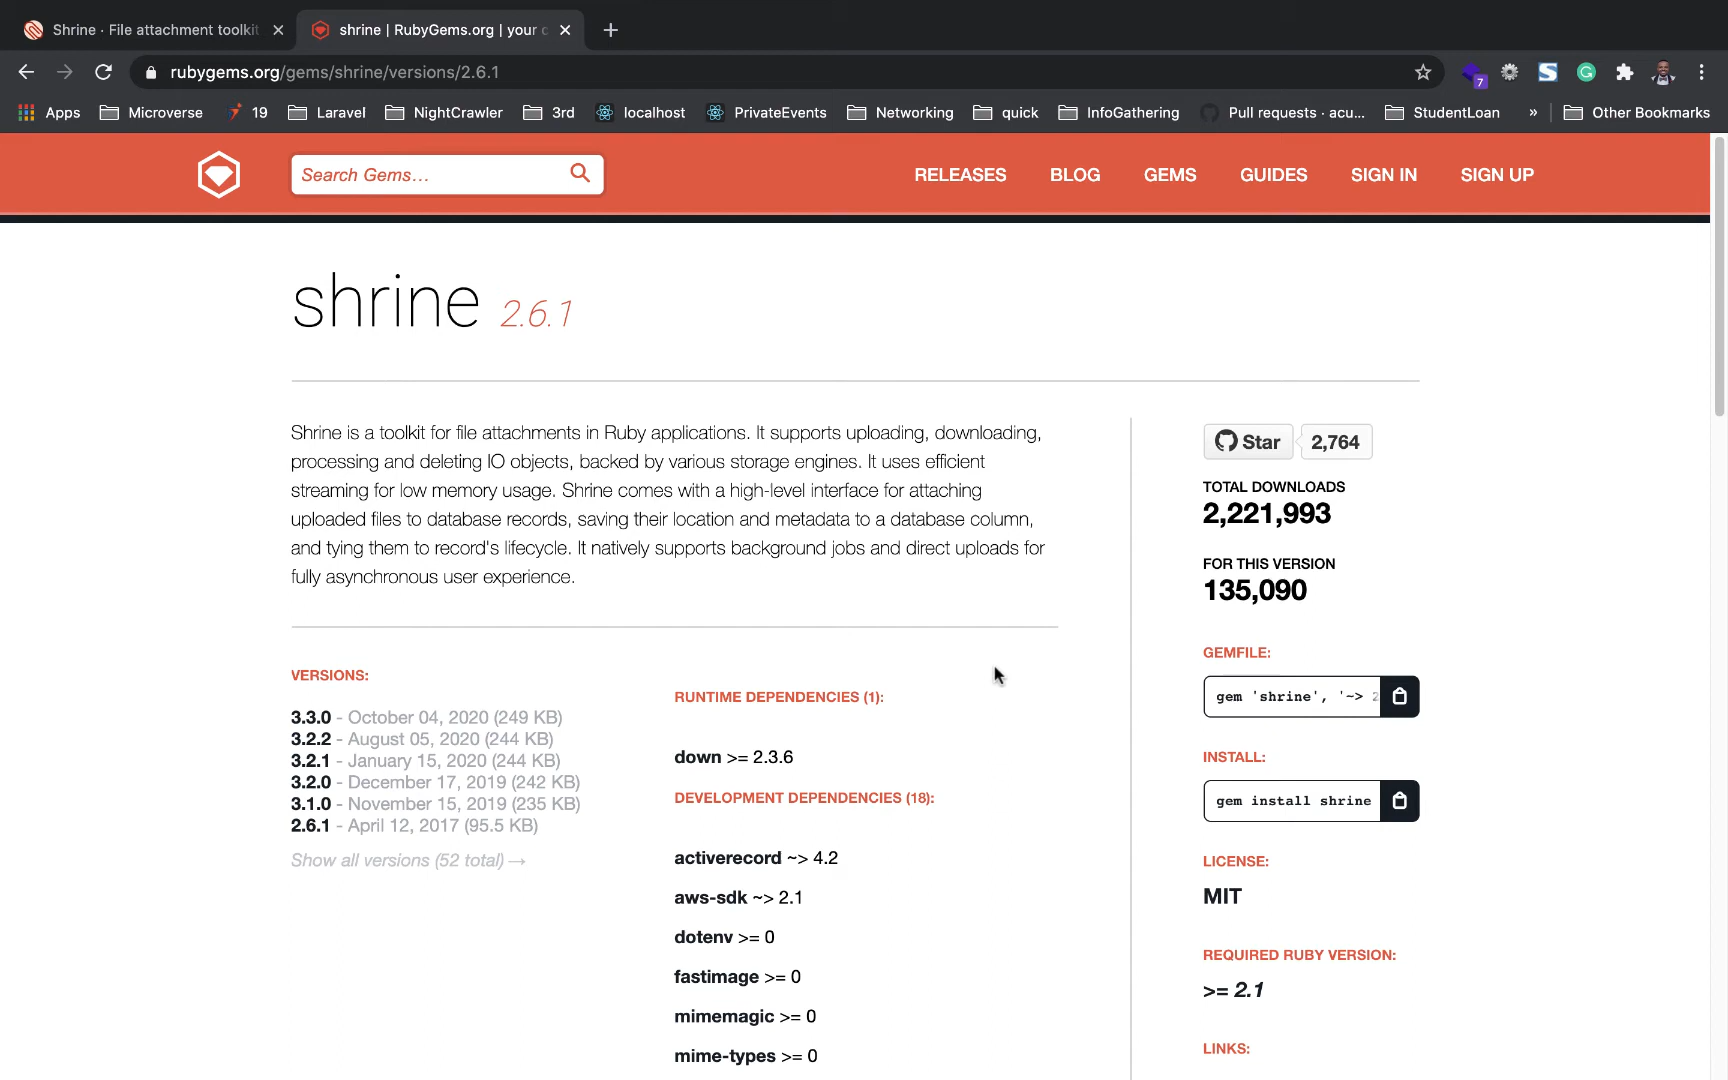 Shrine · File attachment toolkit
shrine | RubyGems.org | your c
rubygems.org/gems/shrine/versions/2.6.1
7
Apps
Microverse
19
Laravel
NightCrawler
3rd
localhost
PrivateEvents
Networking
quick
InfoGathering
Pull requests · acu...
StudentLoan
»
Other Bookmarks
Search Gems…
RELEASES
BLOG
GEMS
GUIDES
SIGN IN
SIGN UP
shrine 2.6.1
Shrine is a toolkit for file attachments in Ruby applications. It supports uploading, downloading,
processing and deleting IO objects, backed by various storage engines. It uses efficient
streaming for low memory usage. Shrine comes with a high-level interface for attaching
uploaded files to database records, saving their location and metadata to a database column,
and tying them to record's lifecycle. It natively supports background jobs and direct uploads for
fully asynchronous user experience.
VERSIONS:
3.3.0 - October 04, 2020 (249 KB)
3.2.2 - August 05, 2020 (244 KB)
3.2.1 - January 15, 2020 (244 KB)
3.2.0 - December 17, 2019 (242 KB)
3.1.0 - November 15, 2019 (235 KB)
2.6.1 - April 12, 2017 (95.5 KB)
Show all versions (52 total) →
RUNTIME DEPENDENCIES (1):
down >= 2.3.6
DEVELOPMENT DEPENDENCIES (18):
activerecord ~> 4.2
aws-sdk ~> 2.1
dotenv >= 0
fastimage >= 0
mimemagic >= 0
mime-types >= 0
Star
2,764
TOTAL DOWNLOADS
2,221,993
FOR THIS VERSION
135,090
GEMFILE:
gem 'shrine', '~> 2
INSTALL:
gem install shrine
LICENSE:
MIT
REQUIRED RUBY VERSION:
>= 2.1
LINKS: